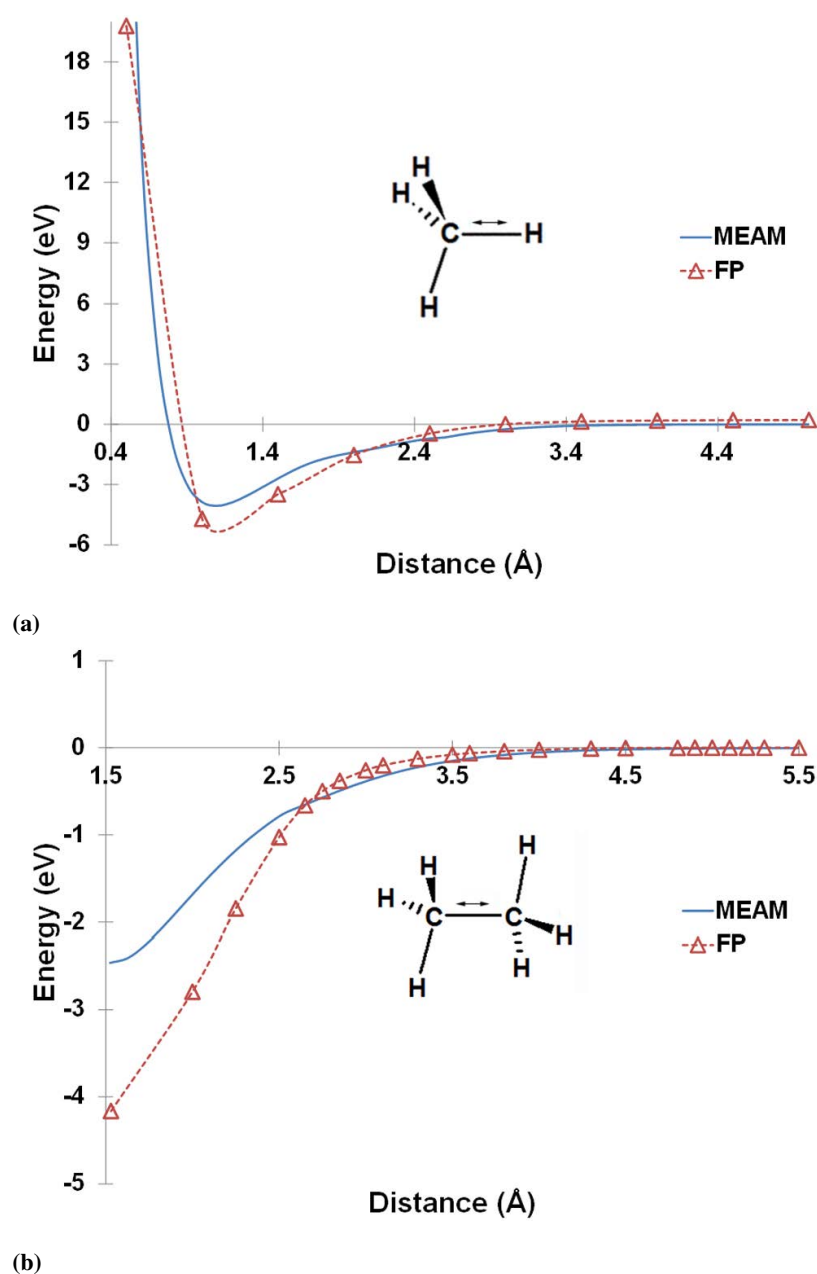 18
15
12
9
6
3
0
-3
-6
0.4 1.4 2.4 3.4 4.4
Energy (eV)
Distance (Å)
H
H
C H
H
MEAM
FP
(a)
1
0
-1
-2
-3
-4
-5
1.5 2.5 3.5 4.5 5.5
Energy (eV)
Distance (Å)
H H
H
C C
H
H H
MEAM
FP
(b)